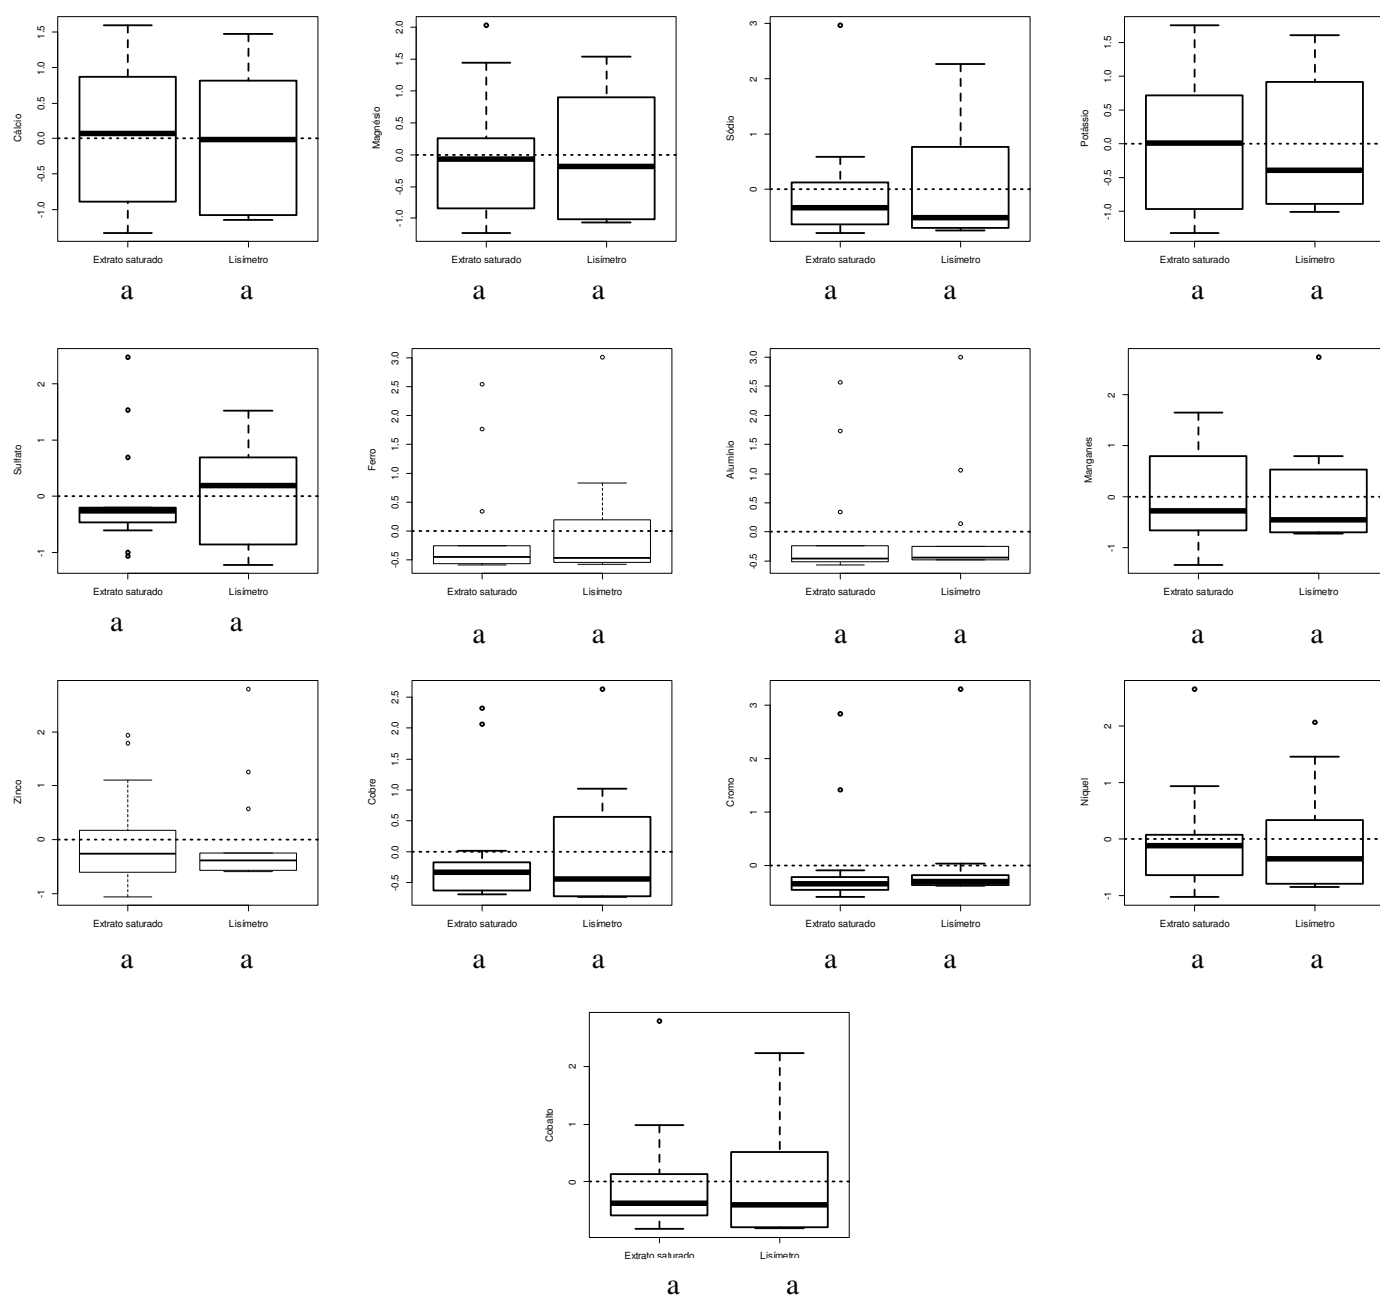 Cálcio
-1.0 -0.5 0.0 0.5 1.0 1.5
Extrato saturado Lisímetro
a a
Magnésio
-1.0 -0.5 0.0 0.5 1.0 1.5 2.0
Extrato saturado Lisímetro
a a
Sódio
0 1 2 3
Extrato saturado Lisímetro
a a
Potássio
-1.0 -0.5 0.0 0.5 1.0 1.5
Extrato saturado Lisímetro
a a
Sulfato
-1 0 1 2
Extrato saturado Lisímetro
a a
Ferro
-0.5 0.0 0.5 1.0 1.5 2.0 2.5 3.0
Extrato saturado Lisímetro
a a
Alumínio
-0.5 0.0 0.5 1.0 1.5 2.0 2.5 3.0
Extrato saturado Lisímetro
a a
Manganes
-1 0 1 2
Extrato saturado Lisímetro
a a
Zinco
-1 0 1 2
Extrato saturado Lisímetro
a a
Cobre
-0.5 0.0 0.5 1.0 1.5 2.0 2.5
Extrato saturado Lisímetro
a a
Cromo
0 1 2 3
Extrato saturado Lisímetro
a a
Níquel
-1 0 1 2
Extrato saturado Lisímetro
a a
Cobalto
0 1 2
Extrato saturado Lisímetro
a a